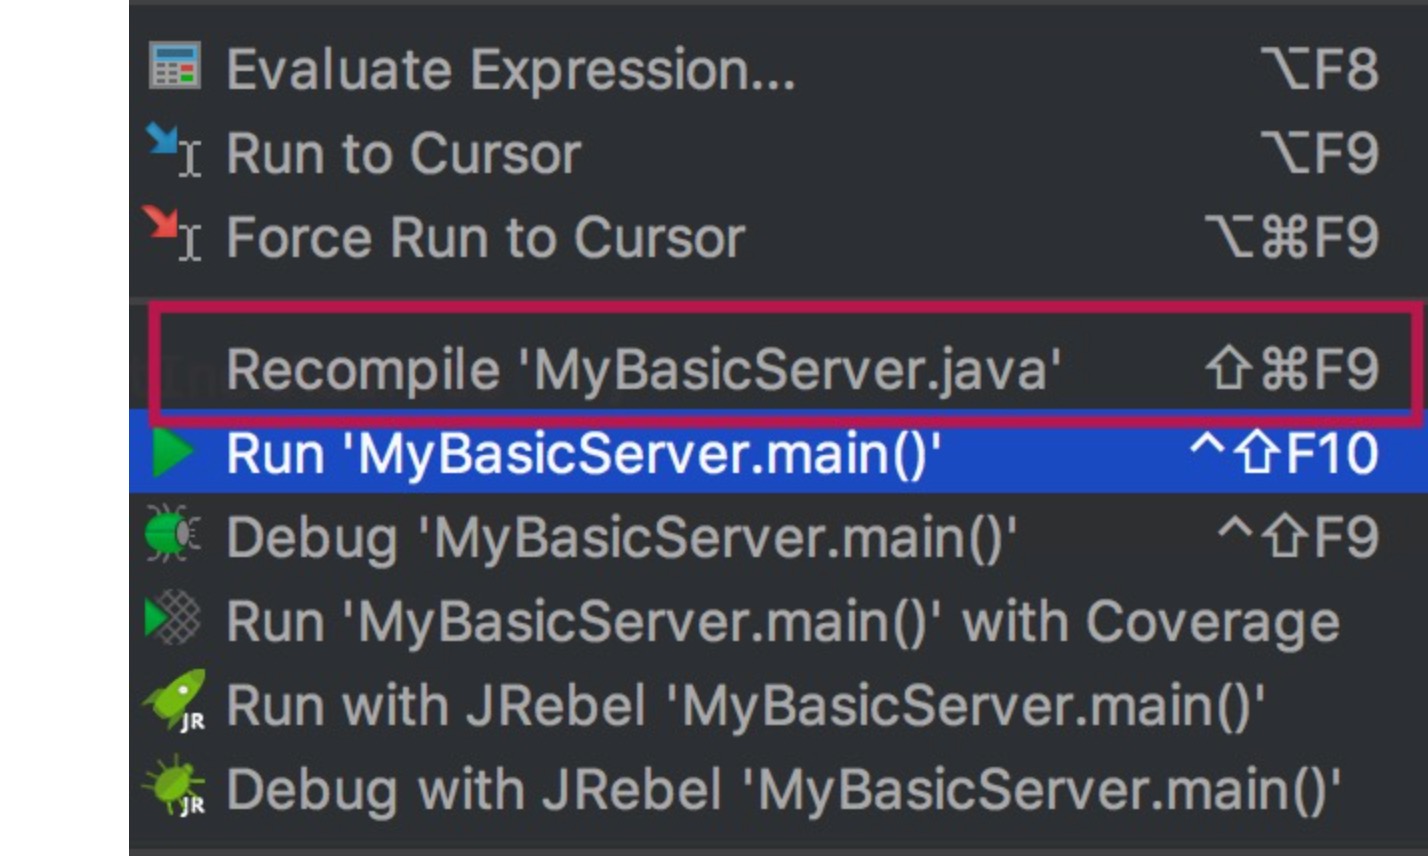 Evaluate Expression... ⌥F8
Run to Cursor ⌥F9
Force Run to Cursor ⌥⌘F9
Recompile 'MyBasicServer.java' ⇧⌘F9
Run 'MyBasicServer.main()' ^⇧F10
Debug 'MyBasicServer.main()' ^⇧F9
Run 'MyBasicServer.main()' with Coverage
JR Run with JRebel 'MyBasicServer.main()'
JR Debug with JRebel 'MyBasicServer.main()'